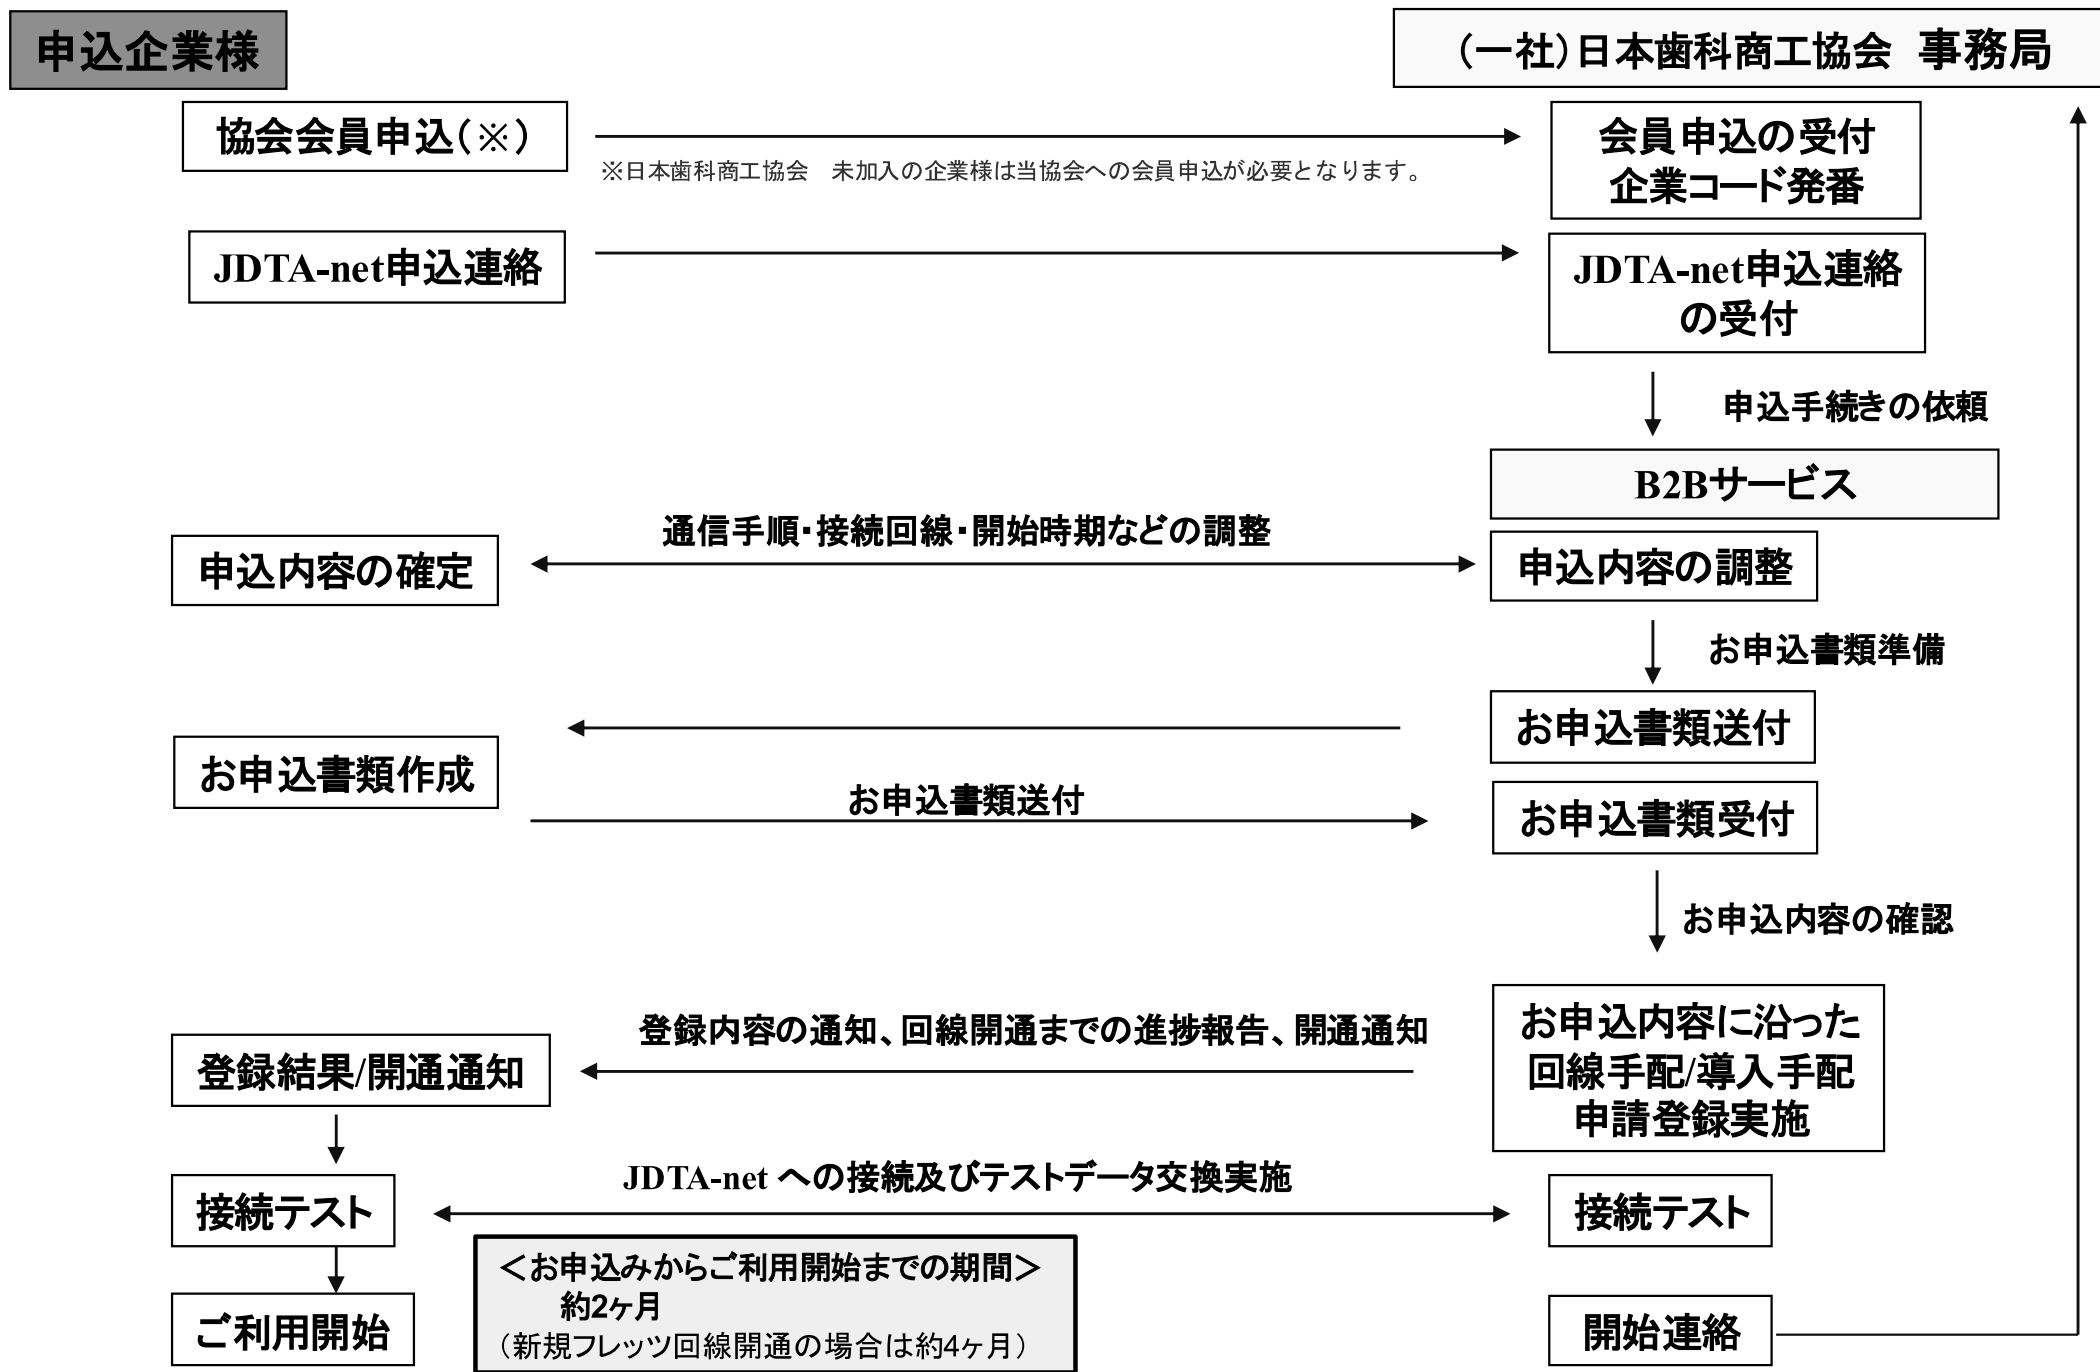 申込企業様
(一社)日本歯科商工協会　事務局
協会会員申込(※)
※日本歯科商工協会　未加入の企業様は当協会への会員申込が必要となります。
会員申込の受付
企業コード発番
JDTA-net申込連絡
JDTA-net申込連絡
の受付
申込手続きの依頼
B2Bサービス
通信手順・接続回線・開始時期などの調整
申込内容の確定
申込内容の調整
お申込書類準備
お申込書類送付
お申込書類作成
お申込書類送付
お申込書類受付
お申込内容の確認
登録内容の通知、回線開通までの進捗報告、開通通知
お申込内容に沿った
回線手配/導入手配
申請登録実施
登録結果/開通通知
JDTA-net への接続及びテストデータ交換実施
接続テスト
接続テスト
＜お申込みからご利用開始までの期間＞
約2ヶ月
(新規フレッツ回線開通の場合は約4ヶ月)
ご利用開始
開始連絡